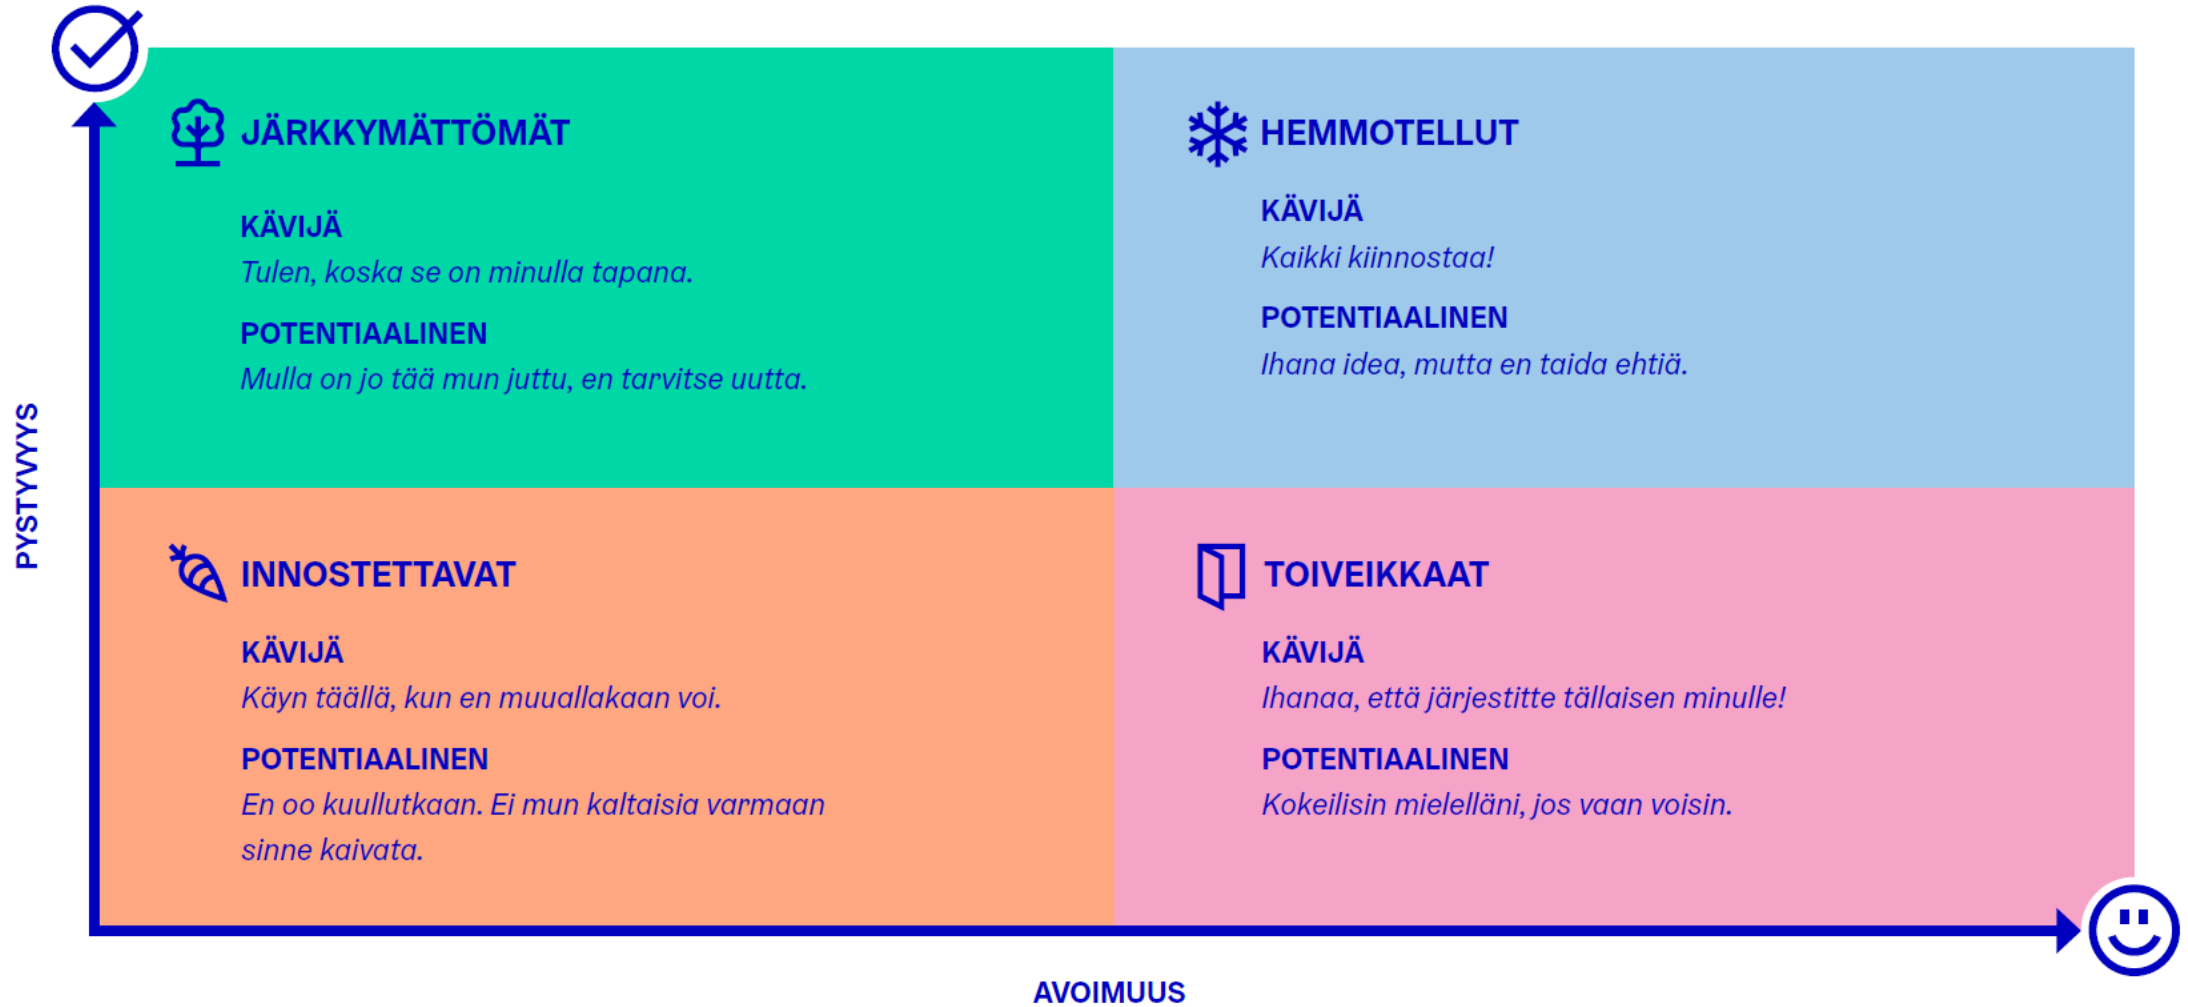 JÄRKKYMÄTTÖMÄT
KÄVIJÄ
Tulen, koska se on minulla tapana.
POTENTIAALINEN
Mulla on jo tää mun juttu, en tarvitse uutta.
HEMMOTELLUT
KÄVIJÄ
Kaikki kiinnostaa!
POTENTIAALINEN
Ihana idea, mutta en taida ehtiä.
PYSTYVYYS
INNOSTETTAVAT
KÄVIJÄ
Käyn täällä, kun en muuallakaan voi.
POTENTIAALINEN
En oo kuullutkaan. Ei mun kaltaisia varmaan
sinne kaivata.
TOIVEIKKAAT
KÄVIJÄ
Ihanaa, että järjestitte tällaisen minulle!
POTENTIAALINEN
Kokeilisin mielelläni, jos vaan voisin.
AVOIMUUS